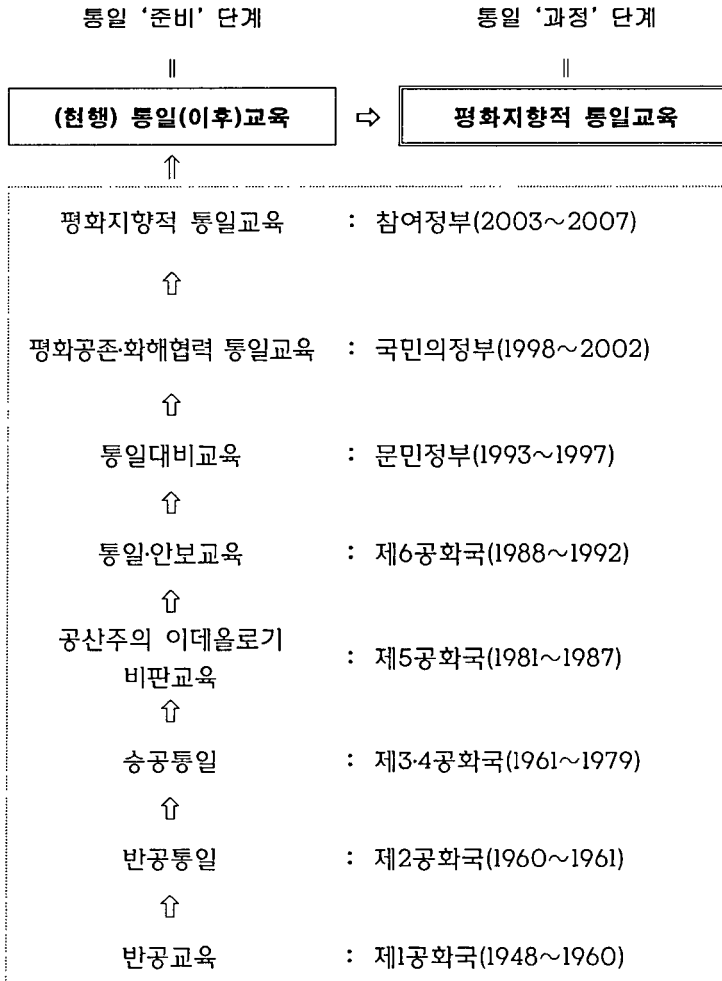 통일 ‘준비’ 단계 통일 ‘과정’ 단계
∥ ∥
(현행) 통일(이후)교육 ⇨ 평화지향적 통일교육
⇑
평화지향적 통일교육 : 참여정부(2003～2007)
⇧
평화공존·화해협력 통일교육 : 국민의정부(1998～2002)
⇧
통일대비교육 : 문민정부(1993～1997)
⇧
통일·안보교육 : 제6공화국(1988～1992)
⇧
공산주의 이데올로기
비판교육 : 제5공화국(1981～1987)
⇧
승공통일 : 제3·4공화국(1961～1979)
⇧
반공통일 : 제2공화국(1960～1961)
⇧
반공교육 : 제1공화국(1948～1960)